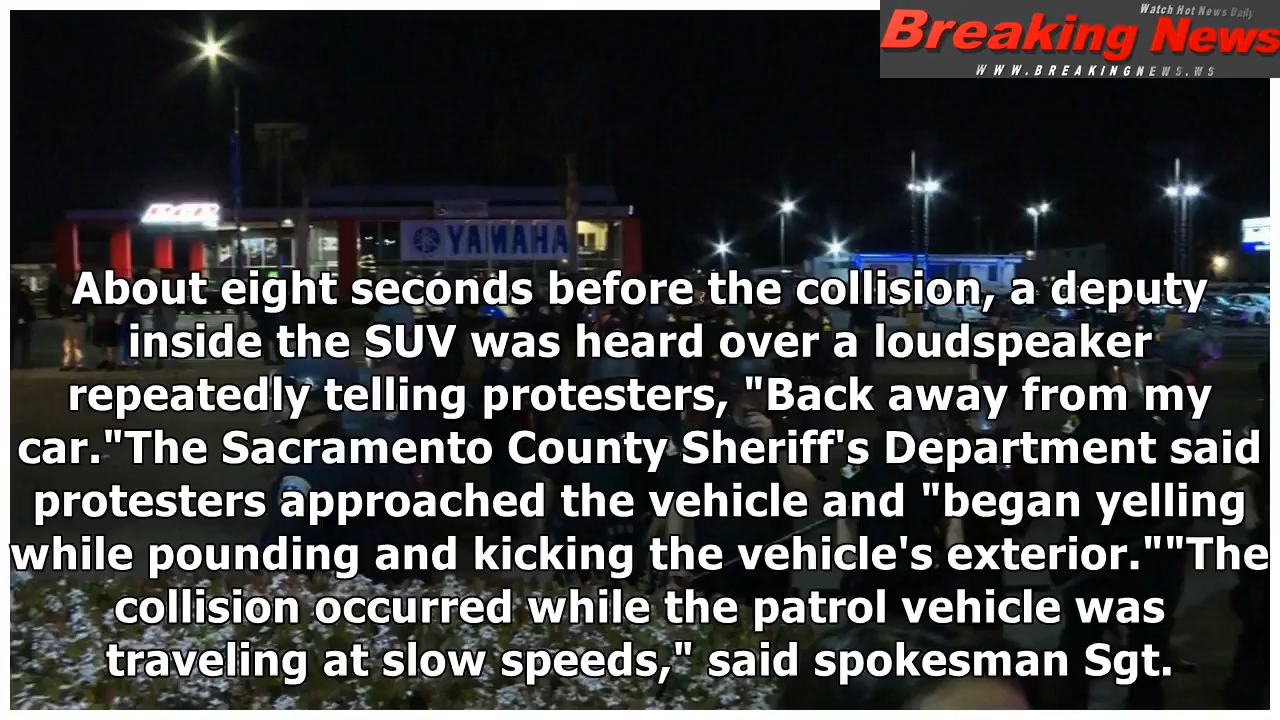 Watch Hot News Daily
Breaking News
WWW.BREAKINGNEWS.WS
YAMAHA
About eight seconds before the collision, a deputy
inside the SUV was heard over a loudspeaker
repeatedly telling protesters, "Back away from my
car."The Sacramento County Sheriff's Department said
protesters approached the vehicle and "began yelling
while pounding and kicking the vehicle's exterior.""The
collision occurred while the patrol vehicle was
traveling at slow speeds," said spokesman Sgt.